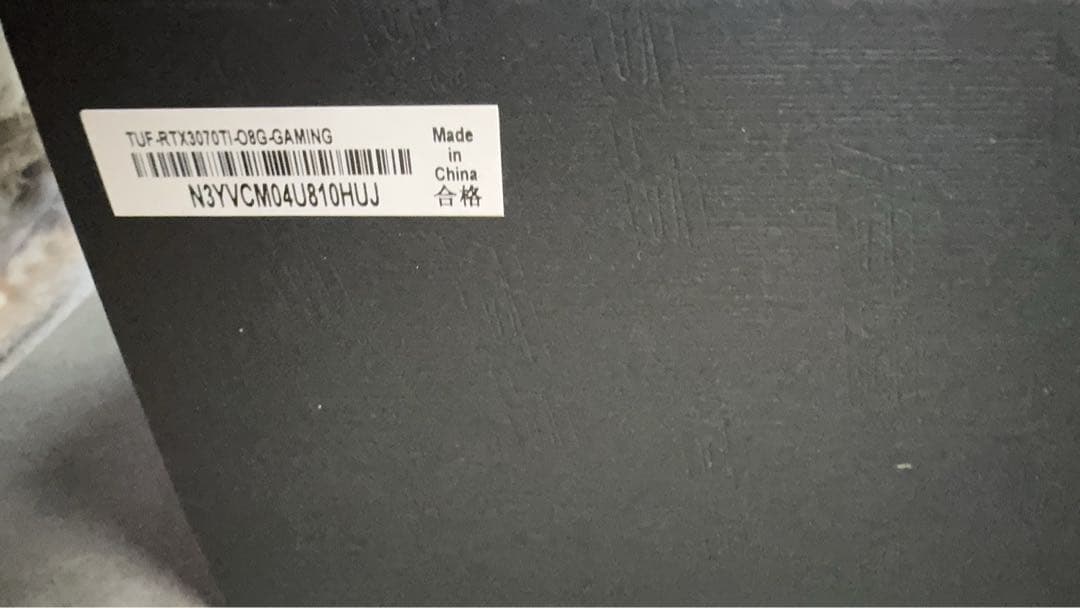 TUF-RTX3070TI-O8G-GAMING
N3YVCM04U810HUJ
Made
in
China
合格